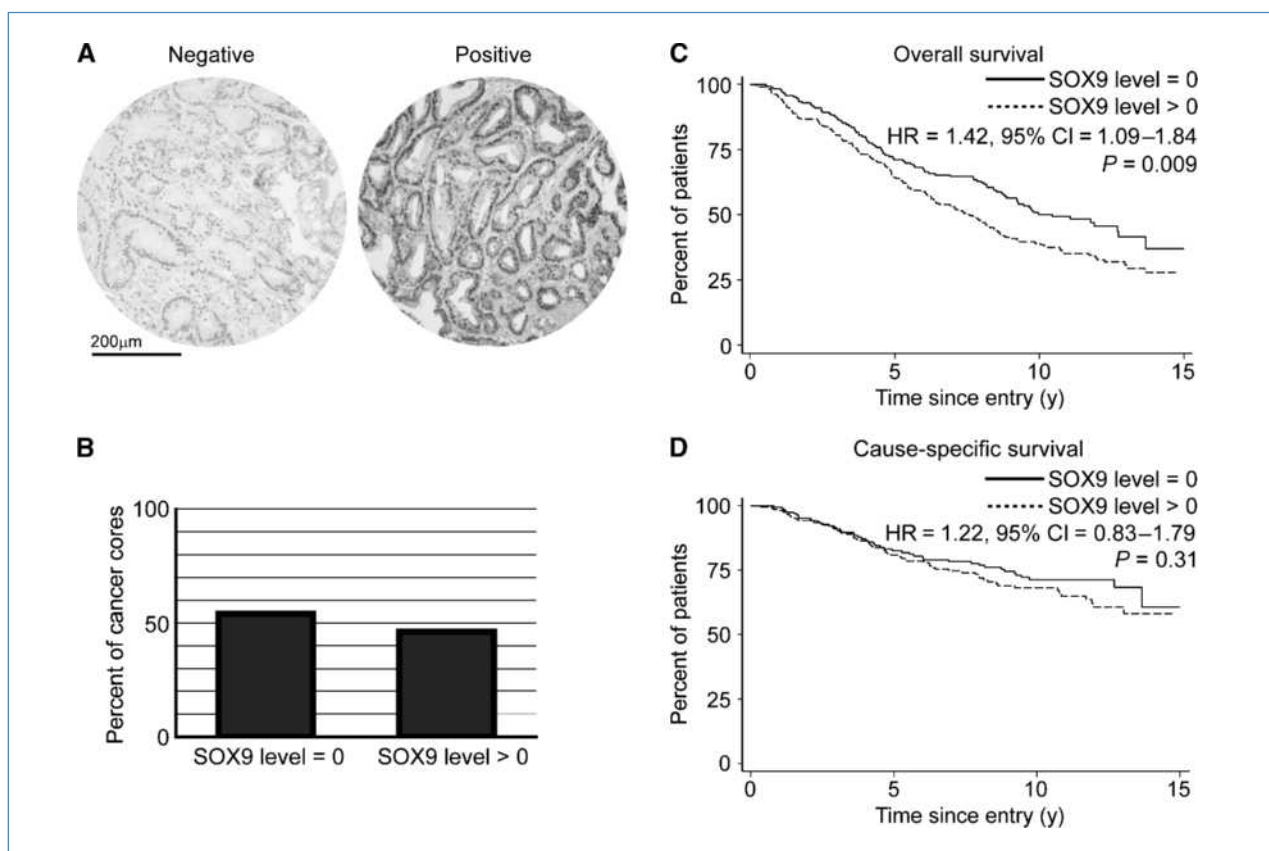 A
Negative
Positive
200μm
B
Percent of cancer cores
100
50
0
SOX9 level = 0
SOX9 level > 0
C
Overall survival
SOX9 level = 0
SOX9 level > 0
HR = 1.42, 95% CI = 1.09–1.84
P = 0.009
Percent of patients
100
75
50
25
0
0
5
10
15
Time since entry (y)
D
Cause-specific survival
SOX9 level = 0
SOX9 level > 0
HR = 1.22, 95% CI = 0.83–1.79
P = 0.31
Percent of patients
100
75
50
25
0
0
5
10
15
Time since entry (y)